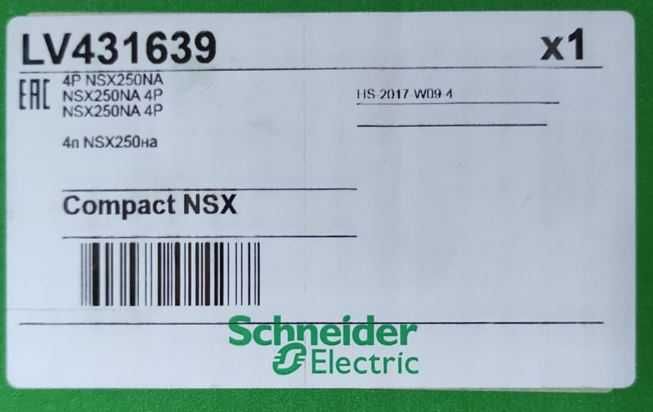 LV431639 x1
EAC
4P NSX250NA
NSX250NA 4P
NSX250NA 4P
4п NSX250на
HS-2017-W09-4
Compact NSX
Schneider
Electric